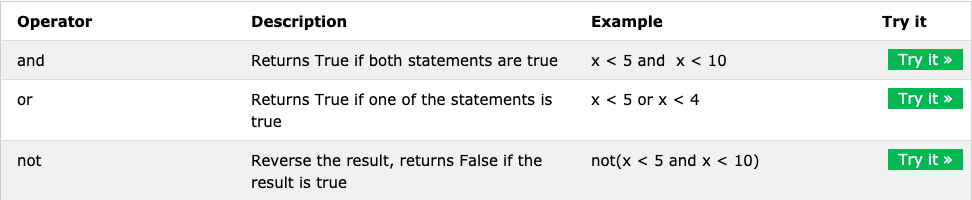 Operator Description Example Try it
and Returns True if both statements are true x < 5 and  x < 10 Try it »
or Returns True if one of the statements is x < 5 or x < 4 Try it »
true
not Reverse the result, returns False if the not(x < 5 and x < 10) Try it »
result is true